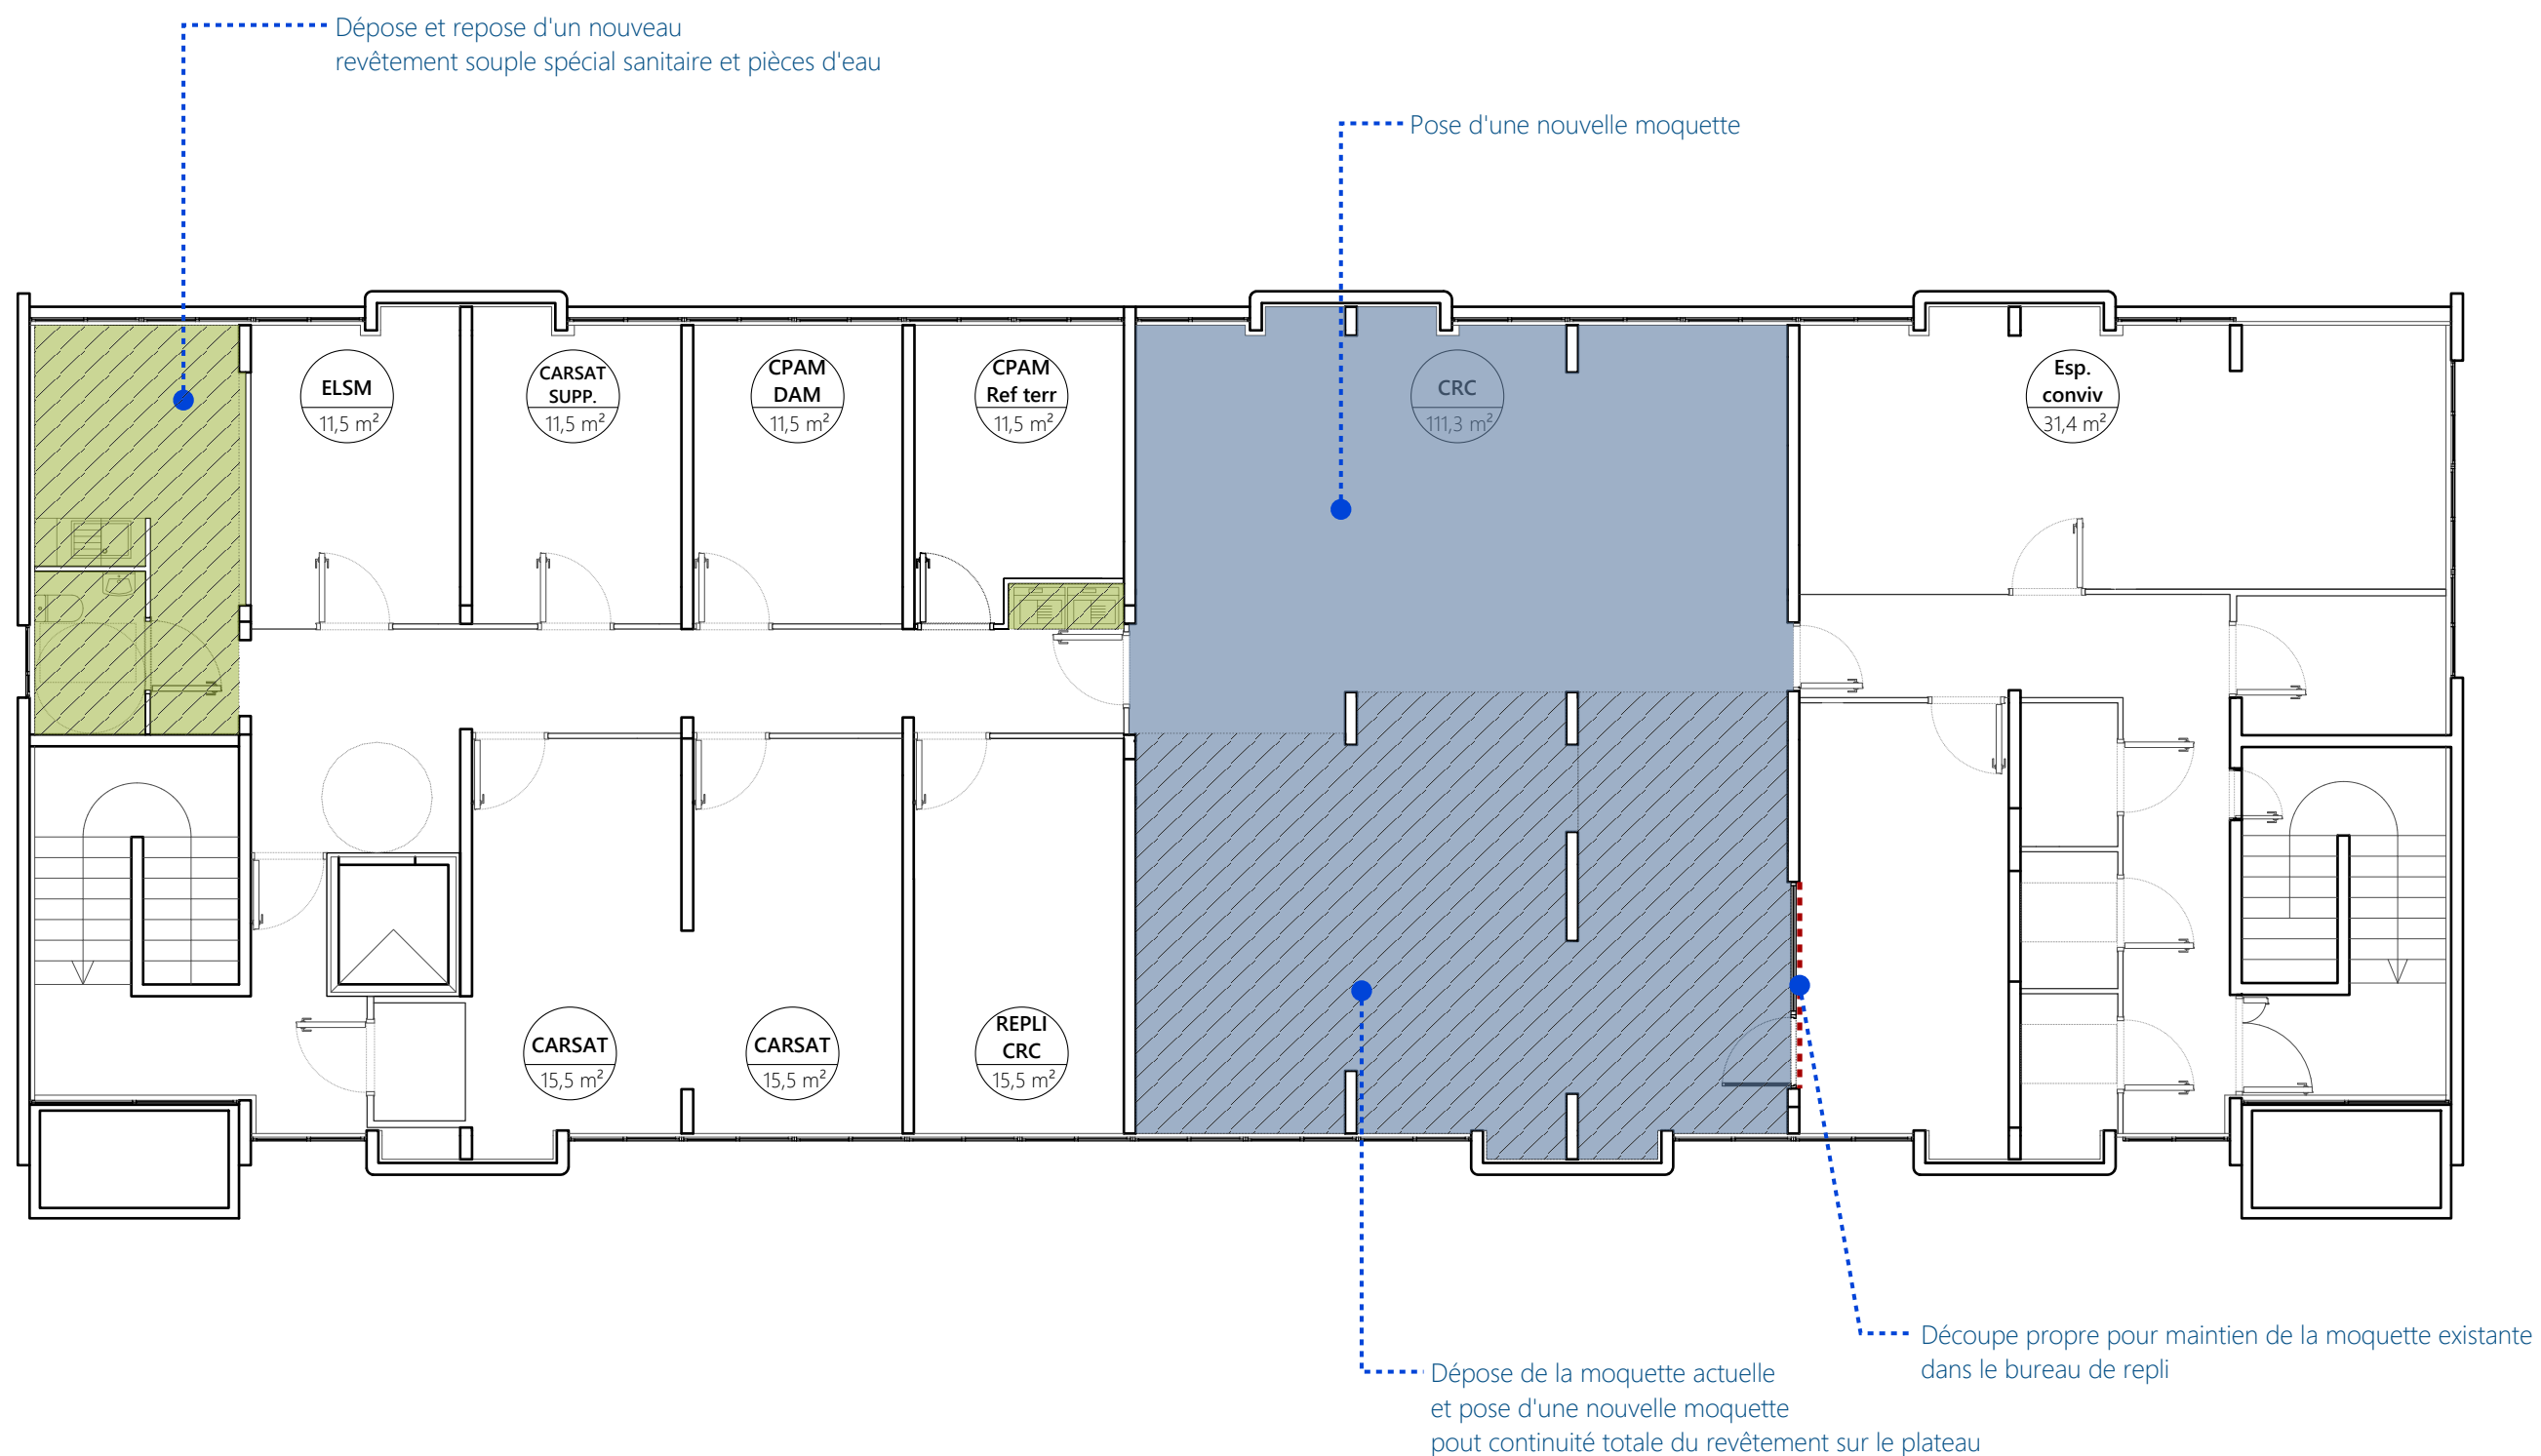 Dépose et repose d'un nouveau
revêtement souple spécial sanitaire et pièces d'eau
Pose d'une nouvelle moquette
ELSM
11,5 m²
CARSAT
SUPP.
11,5 m²
CPAM
DAM
11,5 m²
CPAM
Ref terr
11,5 m²
CRC
111,3 m²
Esp.
conviv
31,4 m²
CARSAT
15,5 m²
CARSAT
15,5 m²
REPLI
CRC
15,5 m²
Découpe propre pour maintien de la moquette existante
dans le bureau de repli
Dépose de la moquette actuelle
et pose d'une nouvelle moquette
pout continuité totale du revêtement sur le plateau